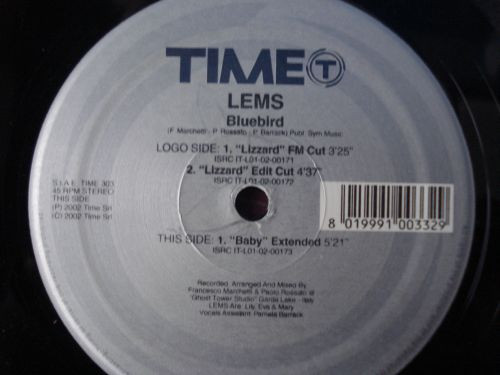 TIME T
LEMS
Bluebird
(F. Marchetti - P. Rossato - P. Barrack) Publ. Sym Music
LOGO SIDE: 1. "Lizzard" FM Cut 3'25"
ISRC IT-L01-02-00171
2. "Lizzard" Edit Cut 4'37"
ISRC IT-L01-02-00172
S.I.A.E. TIME 303
45 RPM STEREO
THIS SIDE
(P) 2002 Time Srl
(C) 2002 Time Srl
8 019991 003329
THIS SIDE: 1. "Baby" Extended 5'21"
ISRC IT-L01-02-00173
Recorded Arranged And Mixed By
Francesco Marchetti & Paolo Rossato @
"Ghost Tower Studio" Garda Lake - Italy
LEMS Are: Lily, Eva & Mary
Vocals Assistant: Pamela Barrack